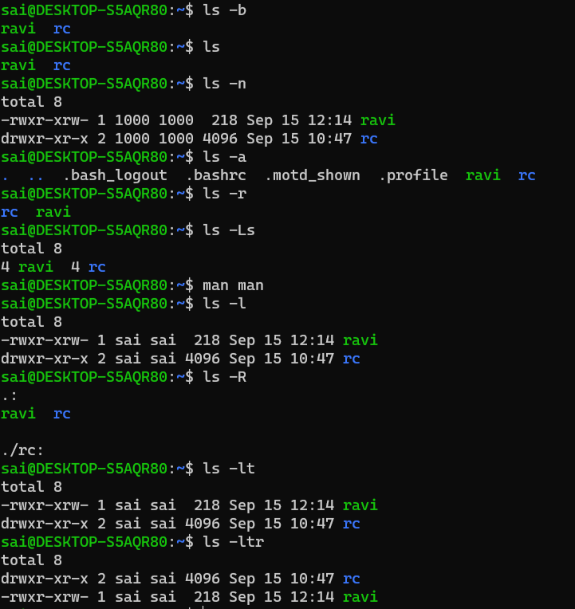 sai@DESKTOP-S5AQR80:~$ ls -b
ravi  rc
sai@DESKTOP-S5AQR80:~$ ls
ravi  rc
sai@DESKTOP-S5AQR80:~$ ls -n
total 8
-rwxr-xrw- 1 1000 1000  218 Sep 15 12:14 ravi
drwxr-xr-x 2 1000 1000 4096 Sep 15 10:47 rc
sai@DESKTOP-S5AQR80:~$ ls -a
.  ..  .bash_logout  .bashrc  .motd_shown  .profile  ravi  rc
sai@DESKTOP-S5AQR80:~$ ls -r
rc  ravi
sai@DESKTOP-S5AQR80:~$ ls -Ls
total 8
4 ravi  4 rc
sai@DESKTOP-S5AQR80:~$ man man
sai@DESKTOP-S5AQR80:~$ ls -l
total 8
-rwxr-xrw- 1 sai sai  218 Sep 15 12:14 ravi
drwxr-xr-x 2 sai sai 4096 Sep 15 10:47 rc
sai@DESKTOP-S5AQR80:~$ ls -R
.:
ravi  rc

./rc:
sai@DESKTOP-S5AQR80:~$ ls -lt
total 8
-rwxr-xrw- 1 sai sai  218 Sep 15 12:14 ravi
drwxr-xr-x 2 sai sai 4096 Sep 15 10:47 rc
sai@DESKTOP-S5AQR80:~$ ls -ltr
total 8
drwxr-xr-x 2 sai sai 4096 Sep 15 10:47 rc
-rwxr-xrw- 1 sai sai  218 Sep 15 12:14 ravi